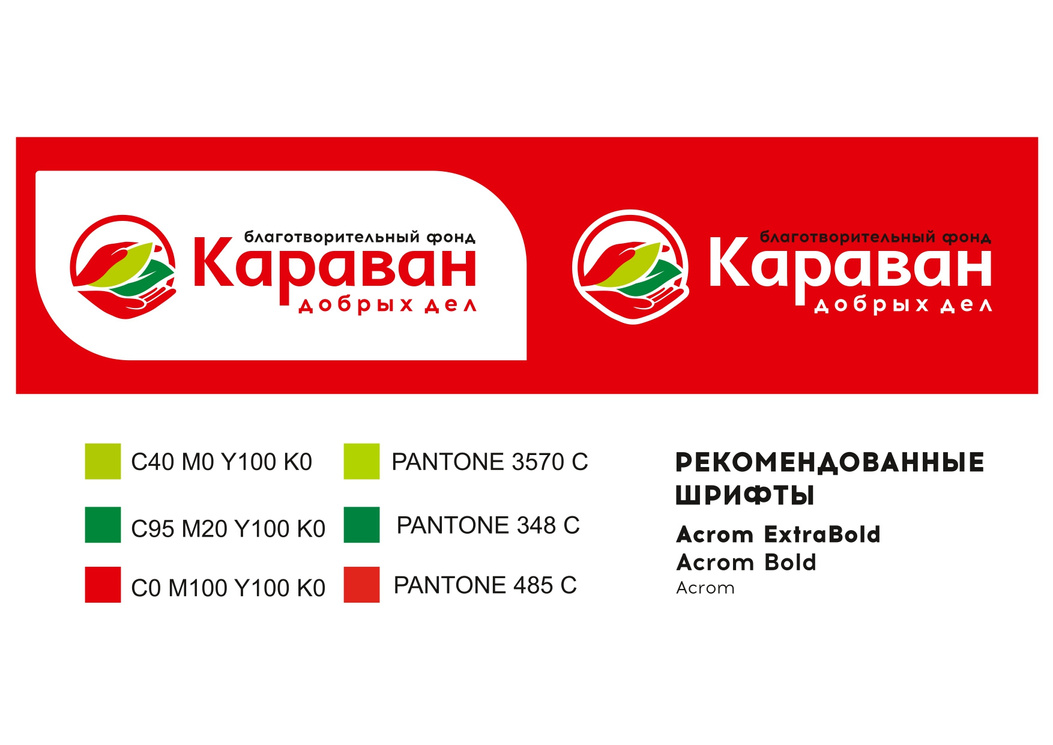 благотворительный фонд
Караван
добрых дел
благотворительный фонд
Караван
добрых дел
C40 M0 Y100 K0
PANTONE 3570 C
C95 M20 Y100 K0
PANTONE 348 C
C0 M100 Y100 K0
PANTONE 485 C
РЕКОМЕНДОВАННЫЕ
ШРИФТЫ
Acrom ExtraBold
Acrom Bold
Acrom